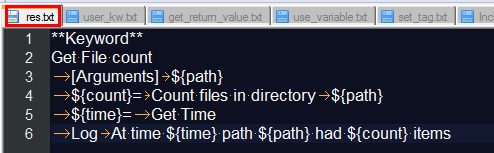 res.txt user_kw.txt get_return_value.txt use_variable.txt set_tag.txt Inc
1 **Keyword**
2 Get File count
3 [Arguments] ${path}
4 ${count}= Count files in directory ${path}
5 ${time}= Get Time
6 Log At time ${time} path ${path} had ${count} items